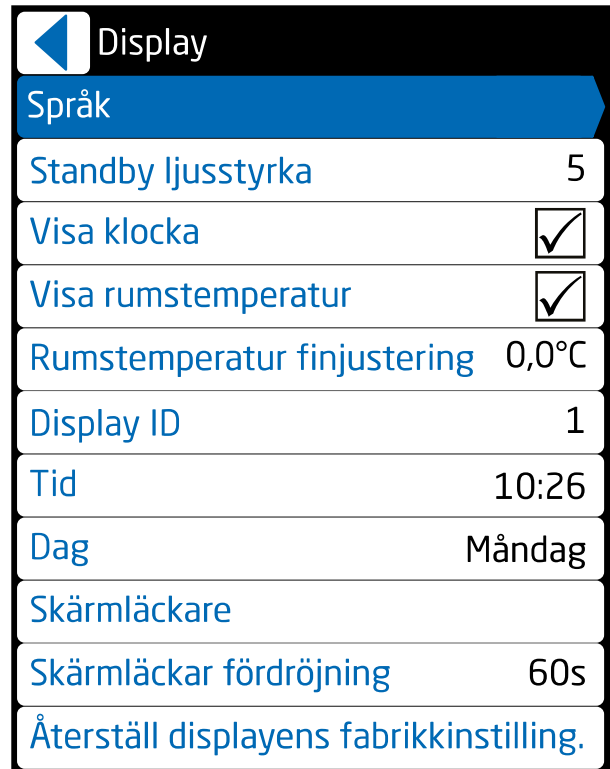 Display
Språk
Standby ljusstyrka 5
Visa klocka
Visa rumstemperatur
Rumstemperatur finjustering 0,0°C
Display ID 1
Tid 10:26
Dag Måndag
Skärmläckare
Skärmläckar fördröjning 60s
Återställ displayens fabrikkinstilling.